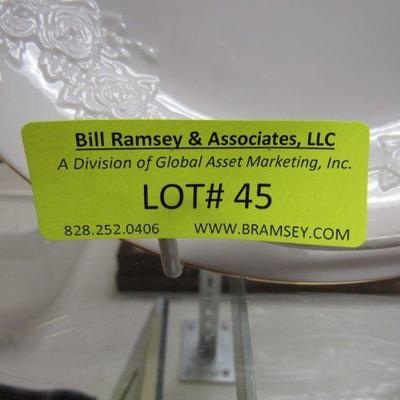 Bill Ramsey & Associates, LLC
A Division of Global Asset Marketing, Inc.
LOT# 45
828.252.0406 WWW.BRAMSEY.COM